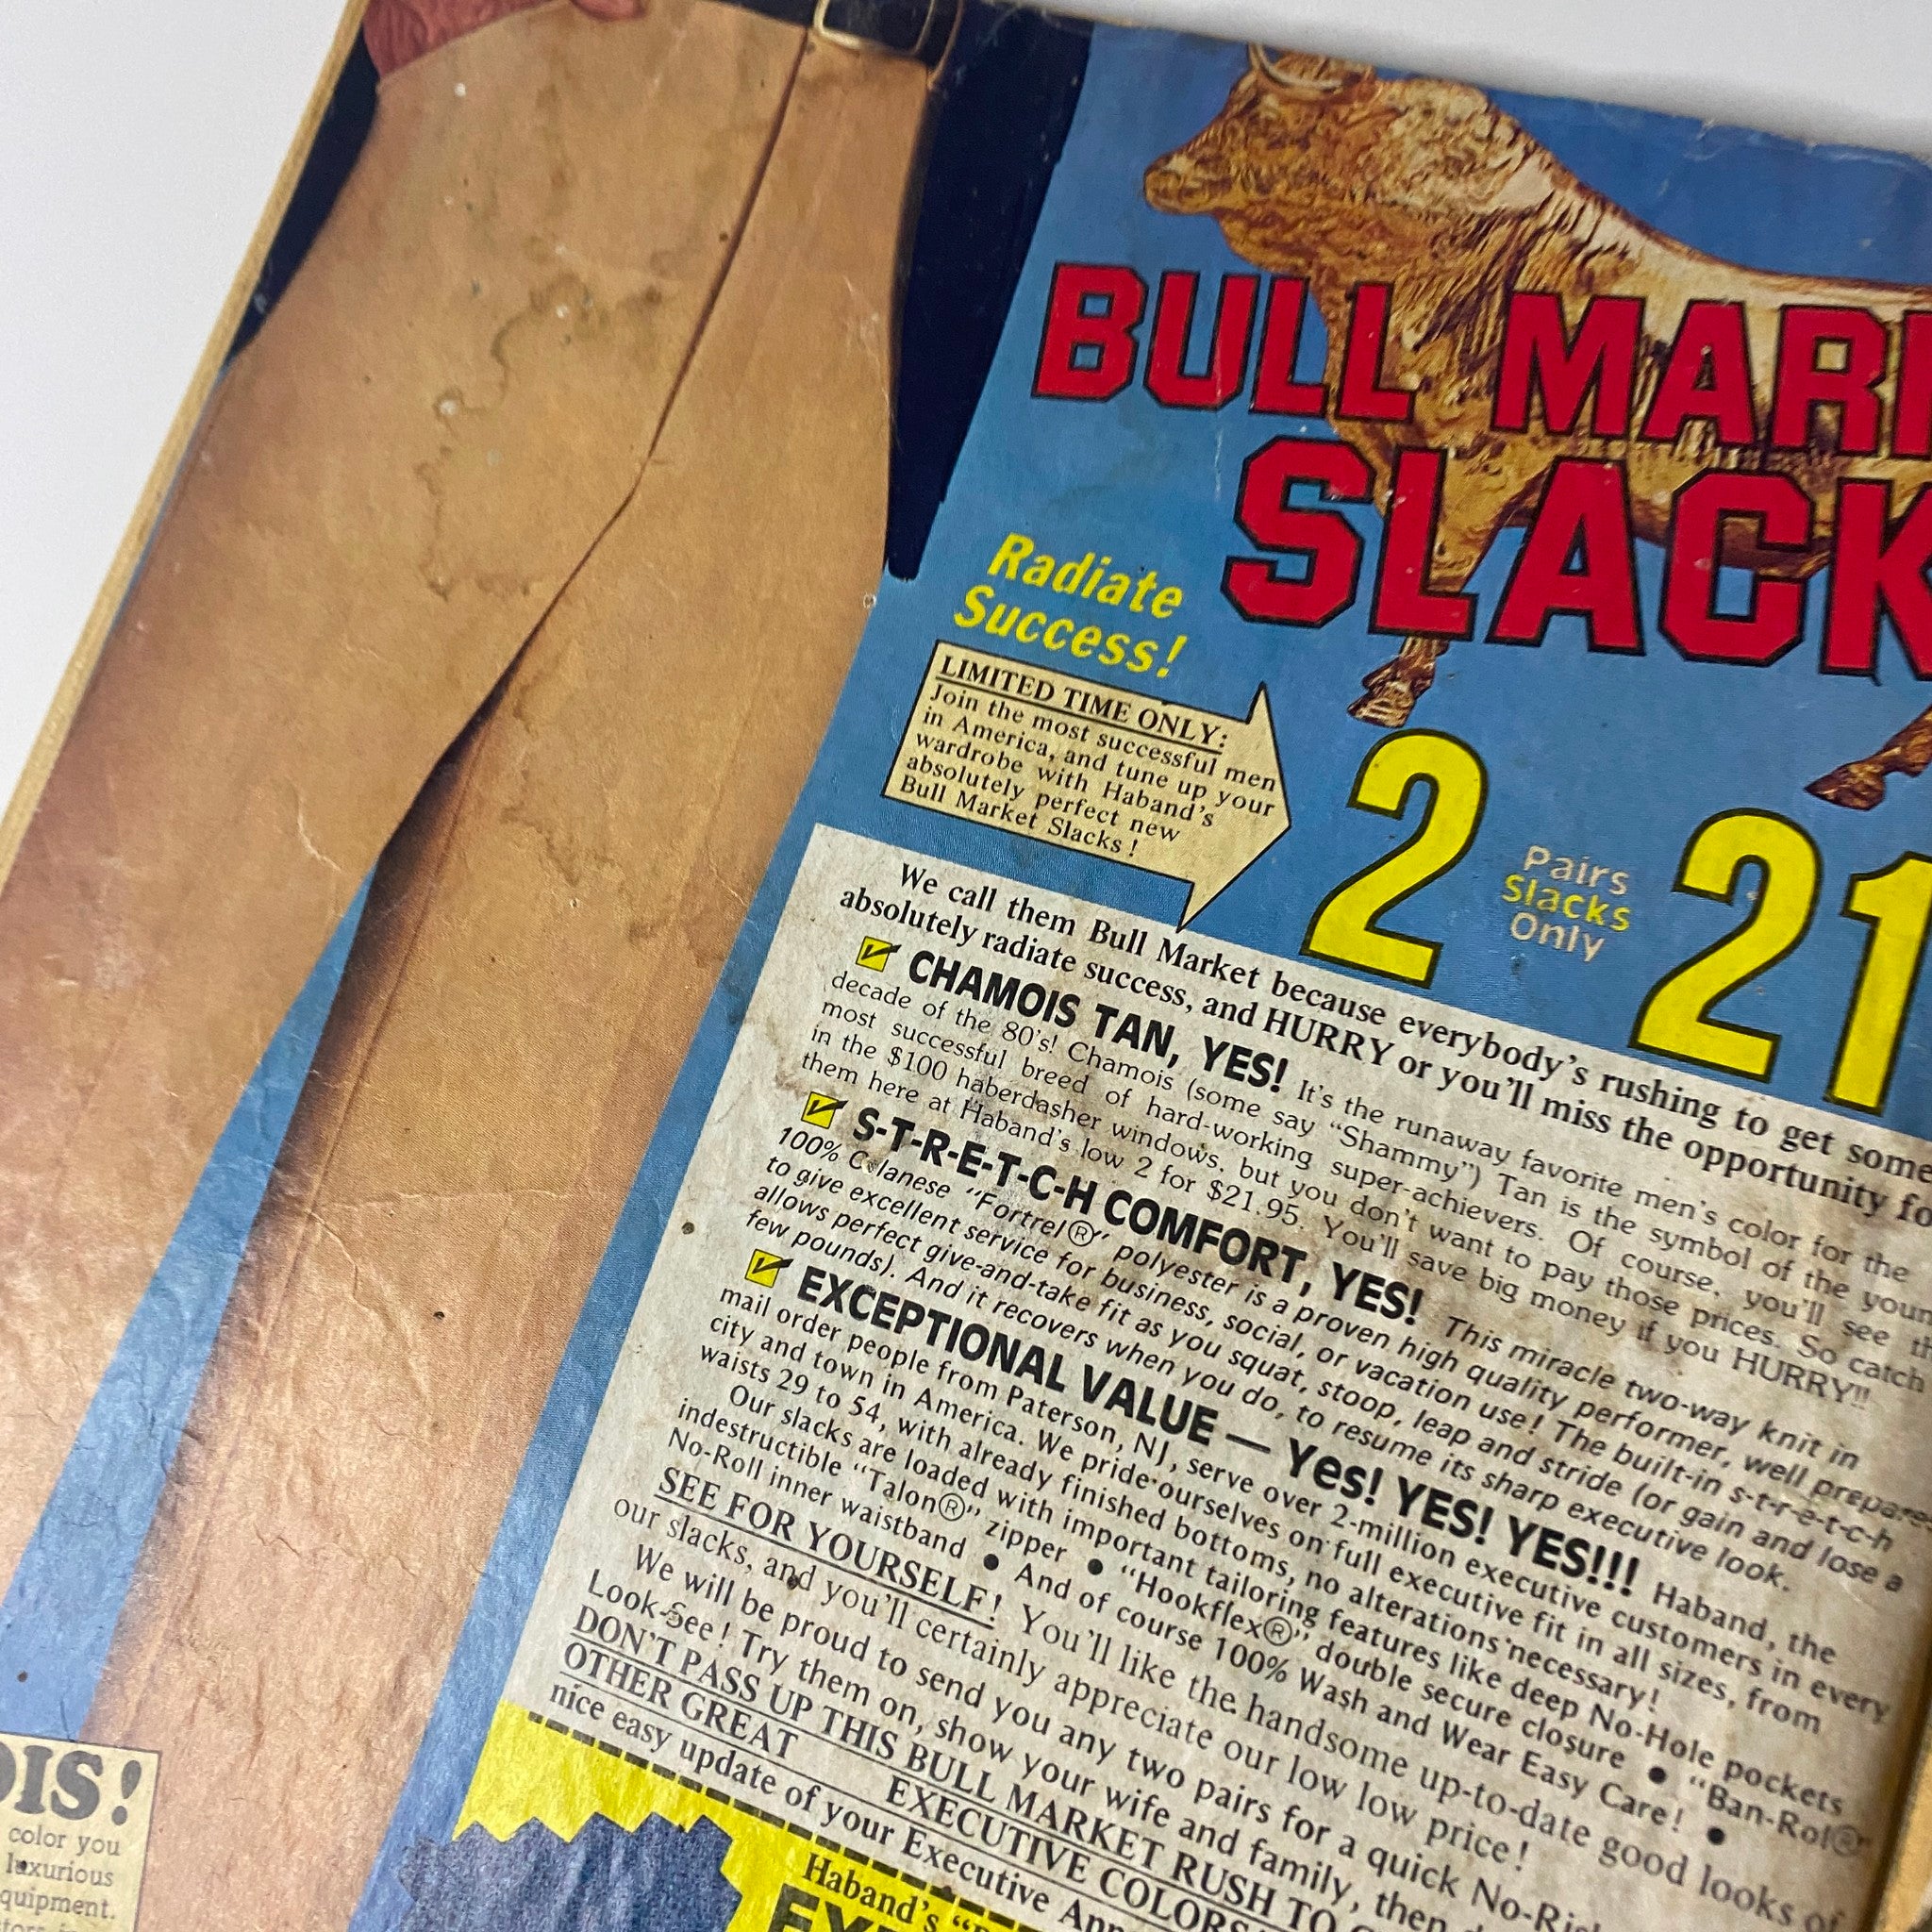 BULL MAR
SLACK
Radiate
Success!
LIMITED TIME ONLY:
Join the most successful men
in America, and tune up your
wardrobe with Haband's
absolutely perfect new
Bull Market Slacks !
2 Pairs Slacks Only 21
We call them Bull Market because everybody's rushing to get some
absolutely radiate success, and HURRY or you'll miss the opportunity fo
CHAMOIS TAN, YES! It's the runaway favorite men's color for the
decade of the 80's! Chamois (some say "Shammy") Tan is the symbol of the youn
most successful breed of hard-working super-achievers. Of course, you'll see th
in the $100 haberdasher windows, but you don't want to pay those prices. So catch
them here at Haband's low 2 for $21.95. You'll save big money if you HURRY!!
S-T-R-E-T-C-H COMFORT, YES! This miracle two-way knit in
100% Celanese "Fortrel®" polyester is a proven high quality performer, well prepare
to give excellent service for business, social, or vacation use! The built-in s-t-r-e-t-c-h
allows perfect give-and-take fit as you squat, stoop, leap and stride (or gain and lose a
few pounds). And it recovers when you do, to resume its sharp executive look.
EXCEPTIONAL VALUE — Yes! YES! YES!!! Haband, the
mail order people from Paterson, NJ, serve over 2-million executive customers in every
city and town in America. We pride ourselves on full executive fit in all sizes, from
waists 29 to 54, with already finished bottoms, no alterations necessary!
Our slacks are loaded with important tailoring features like deep No-Hole pockets
indestructible "Talon®" zipper • "Hookflex®" double secure closure • "Ban-Rol®"
No-Roll inner waistband • And of course 100% Wash and Wear Easy Care! •
SEE FOR YOURSELF! You'll like the handsome up-to-date good looks of
our slacks, and you'll certainly appreciate our low low price!
We will be proud to send you any two pairs for a quick No-Risk
Look-See! Try them on, show your wife and family, then
DON'T PASS UP THIS BULL MARKET RUSH TO
OTHER GREAT EXECUTIVE COLORS
nice easy update of your Executive
Haband's
OIS!
color you
luxurious
quipment.